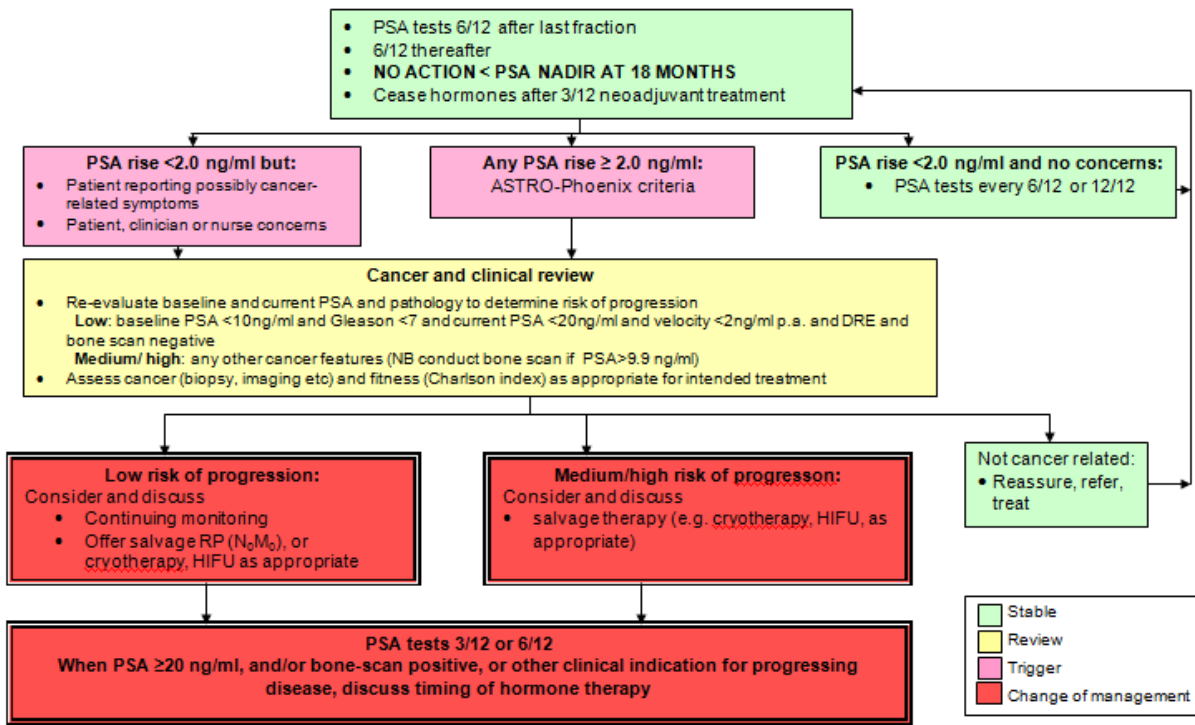 • PSA tests 6/12 after last fraction
• 6/12 thereafter
• NO ACTION < PSA NADIR AT 18 MONTHS
• Cease hormones after 3/12 neoadjuvant treatment
PSA rise <2.0 ng/ml but:
• Patient reporting possibly cancer-
related symptoms
• Patient, clinician or nurse concerns
Any PSA rise ≥ 2.0 ng/ml:
ASTRO-Phoenix criteria
PSA rise <2.0 ng/ml and no concerns:
• PSA tests every 6/12 or 12/12
Cancer and clinical review
• Re-evaluate baseline and current PSA and pathology to determine risk of progression
Low: baseline PSA <10ng/ml and Gleason <7 and current PSA <20ng/ml and velocity <2ng/ml p.a. and DRE and
bone scan negative
Medium/ high: any other cancer features (NB conduct bone scan if PSA>9.9 ng/ml)
• Assess cancer (biopsy, imaging etc) and fitness (Charlson index) as appropriate for intended treatment
Low risk of progression:
Consider and discuss
• Continuing monitoring
• Offer salvage RP (N₀M₀), or
cryotherapy, HIFU as appropriate
Medium/high risk of progresson:
Consider and discuss
• salvage therapy (e.g. cryotherapy, HIFU, as
appropriate)
Not cancer related:
• Reassure, refer,
treat
PSA tests 3/12 or 6/12
When PSA ≥20 ng/ml, and/or bone-scan positive, or other clinical indication for progressing
disease, discuss timing of hormone therapy
Stable
Review
Trigger
Change of management